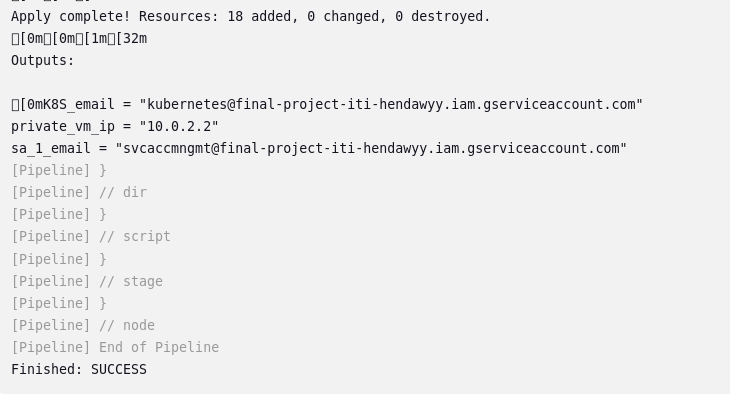 Apply complete! Resources: 18 added, 0 changed, 0 destroyed.
□[0m□[0m□[1m□[32m
Outputs:
□[0mK8S_email = "kubernetes@final-project-iti-hendawyy.iam.gserviceaccount.com"
private_vm_ip = "10.0.2.2"
sa_1_email = "svcaccmngmt@final-project-iti-hendawyy.iam.gserviceaccount.com"
[Pipeline] }
[Pipeline] // dir
[Pipeline] }
[Pipeline] // script
[Pipeline] }
[Pipeline] // stage
[Pipeline] }
[Pipeline] // node
[Pipeline] End of Pipeline
Finished: SUCCESS